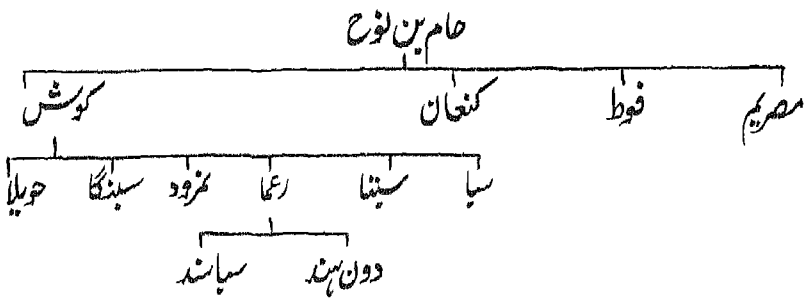 حام بن نوح
مصریم فوط کنعان کوش
سبا سبتا رعما نمرود سبتکا حویلا
دون ہند سبا سند